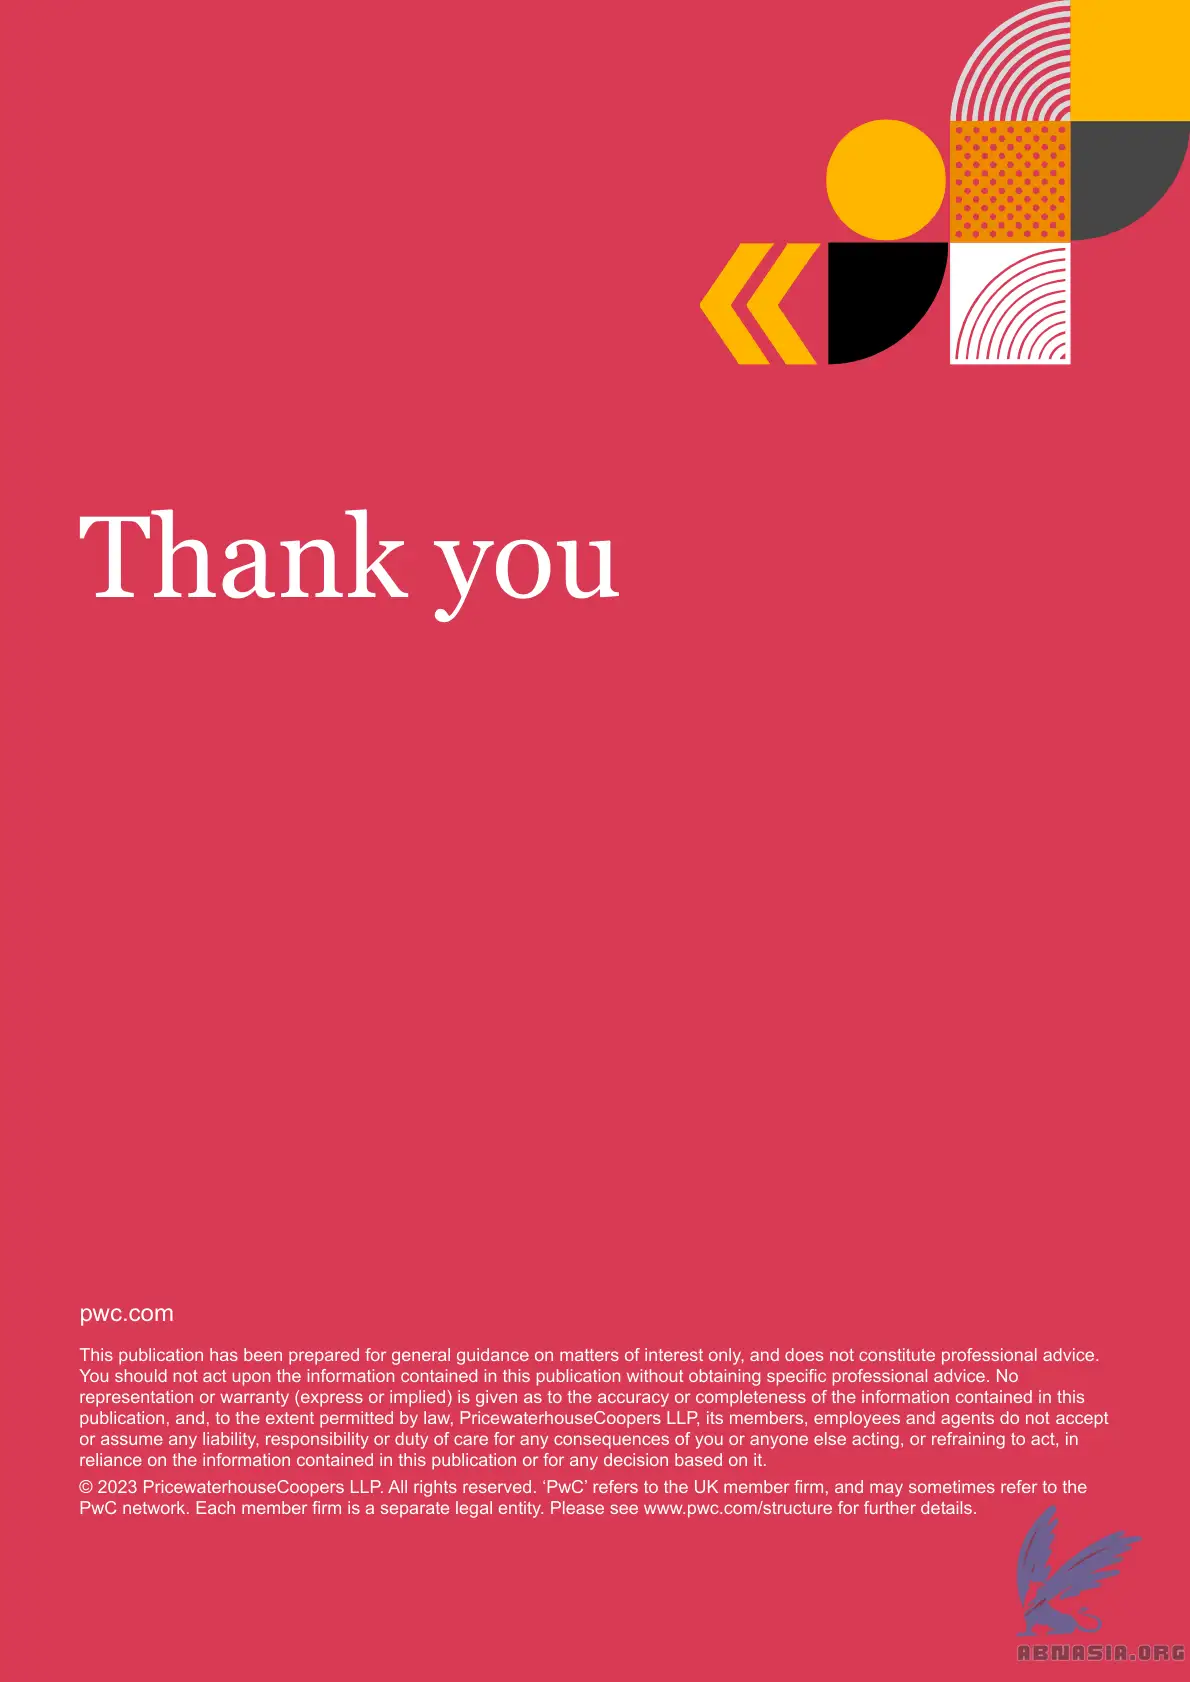 Thank you
pwc.com
This publication has been prepared for general guidance on matters of interest only, and does not constitute professional advice.
You should not act upon the information contained in this publication without obtaining specific professional advice. No
representation or warranty (express or implied) is given as to the accuracy or completeness of the information contained in this
publication, and, to the extent permitted by law, PricewaterhouseCoopers LLP, its members, employees and agents do not accept
or assume any liability, responsibility or duty of care for any consequences of you or anyone else acting, or refraining to act, in
reliance on the information contained in this publication or for any decision based on it.
© 2023 PricewaterhouseCoopers LLP. All rights reserved. ‘PwC’ refers to the UK member firm, and may sometimes refer to the
PwC network. Each member firm is a separate legal entity. Please see www.pwc.com/structure for further details.
ABNASIA.ORG